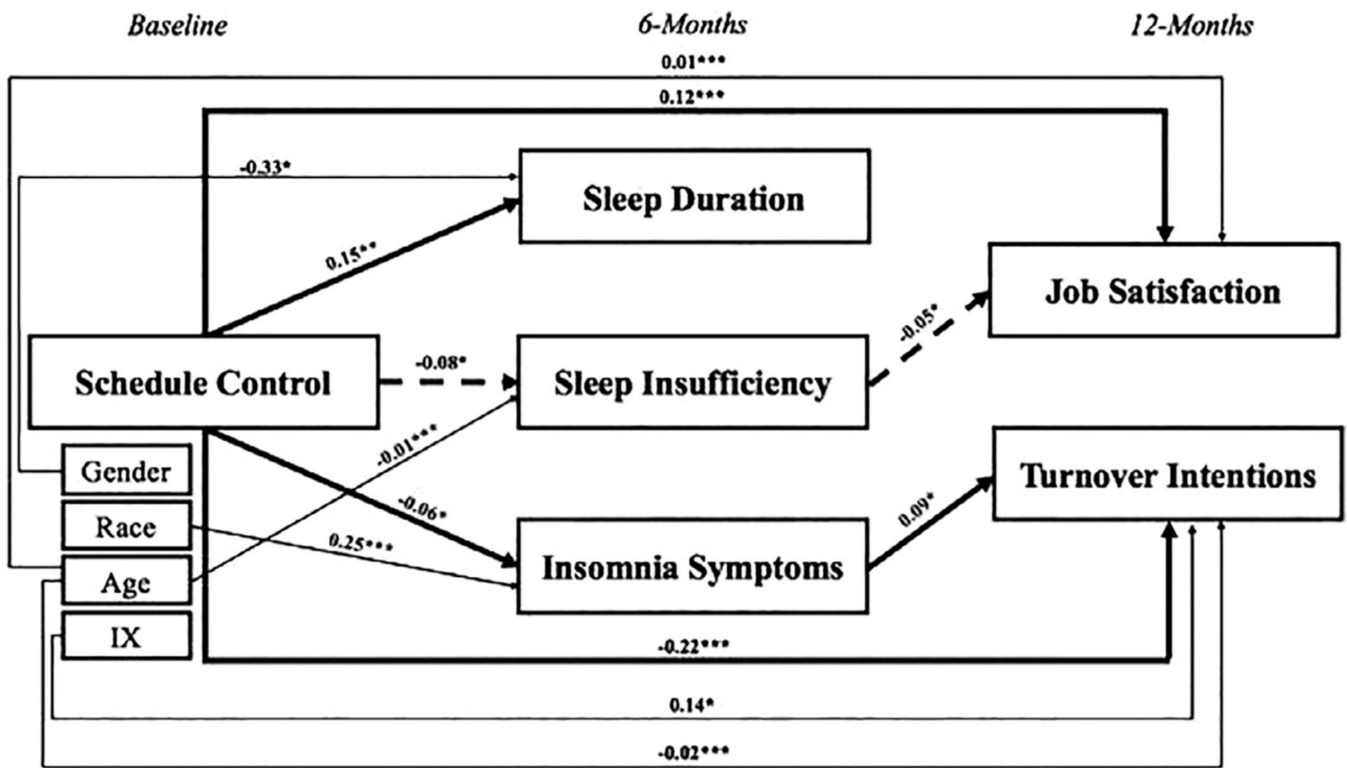 Baseline 6-Months 12-Months
0.01***
0.12***
-0.33*
Sleep Duration
0.15**
Job Satisfaction
-0.05*
Schedule Control
-0.08*
Sleep Insufficiency
-0.01***
Gender
Turnover Intentions
-0.06*
0.09*
Race
0.25***
Insomnia Symptoms
Age
IX
-0.22***
0.14*
-0.02***